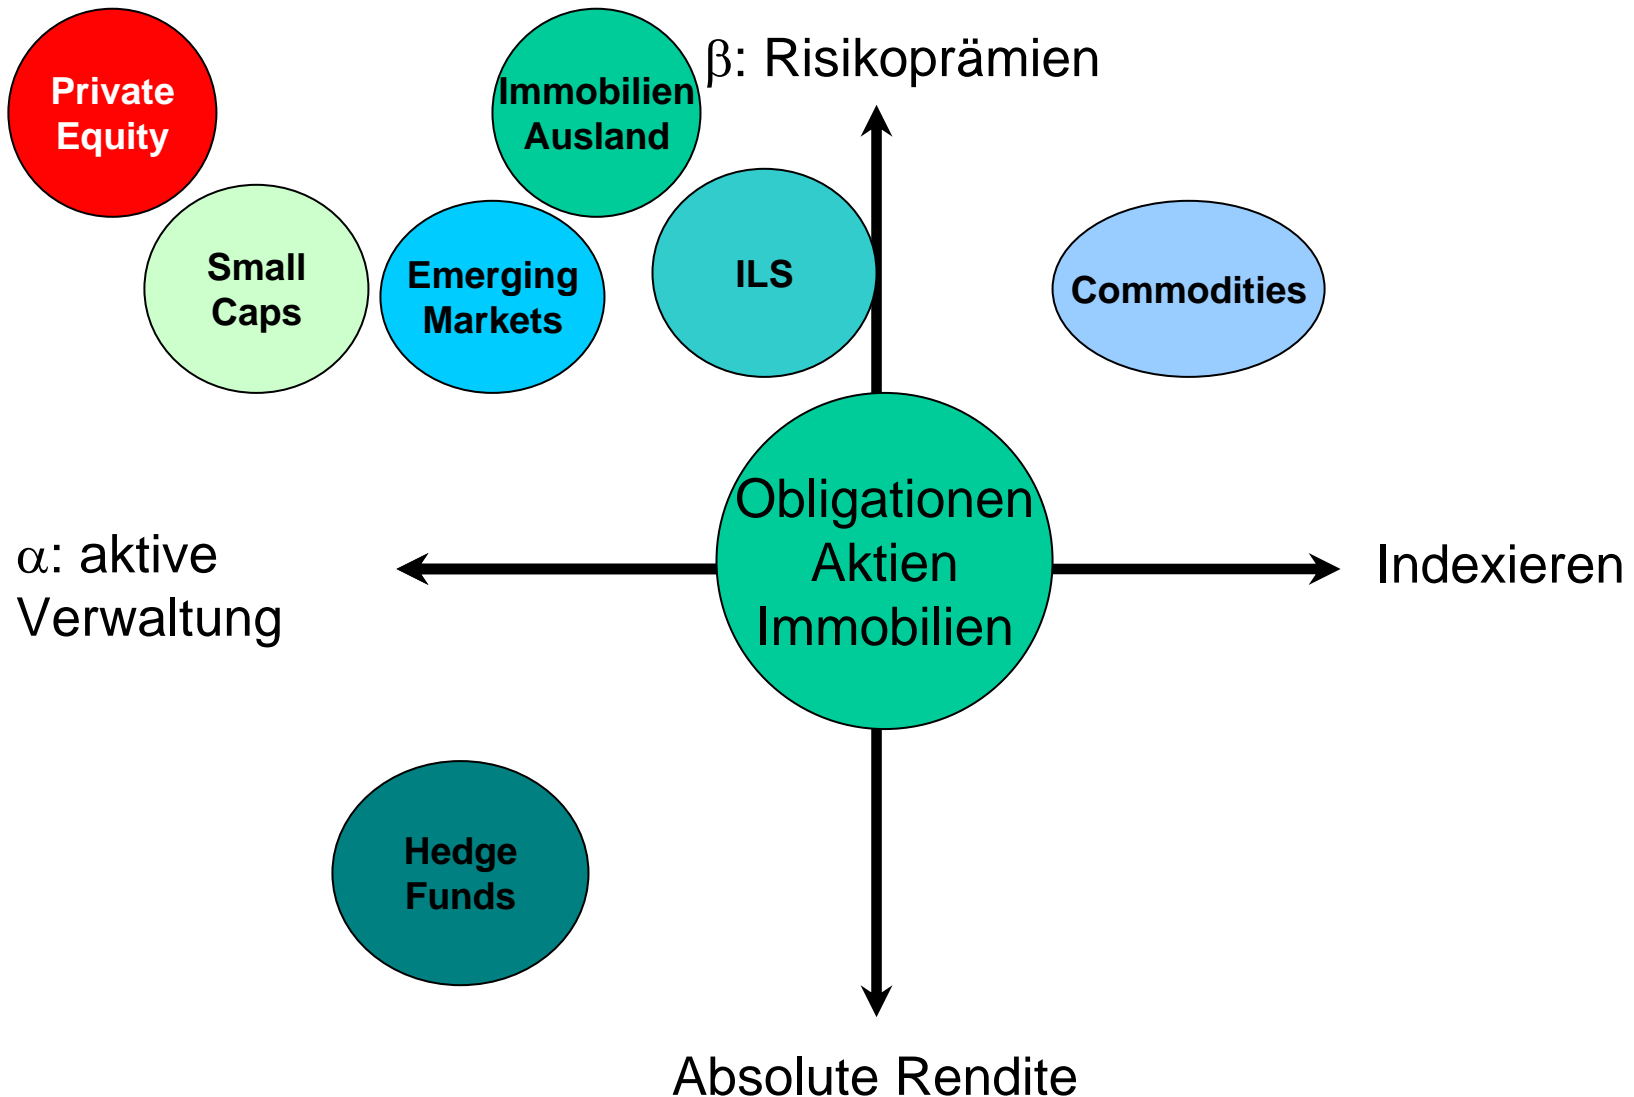 β: Risikoprämien
Private
Equity
Immobilien
Ausland
Small
Caps
Emerging
Markets
ILS
Commodities
Obligationen
Aktien
Immobilien
α: aktive
Verwaltung
Indexieren
Hedge
Funds
Absolute Rendite